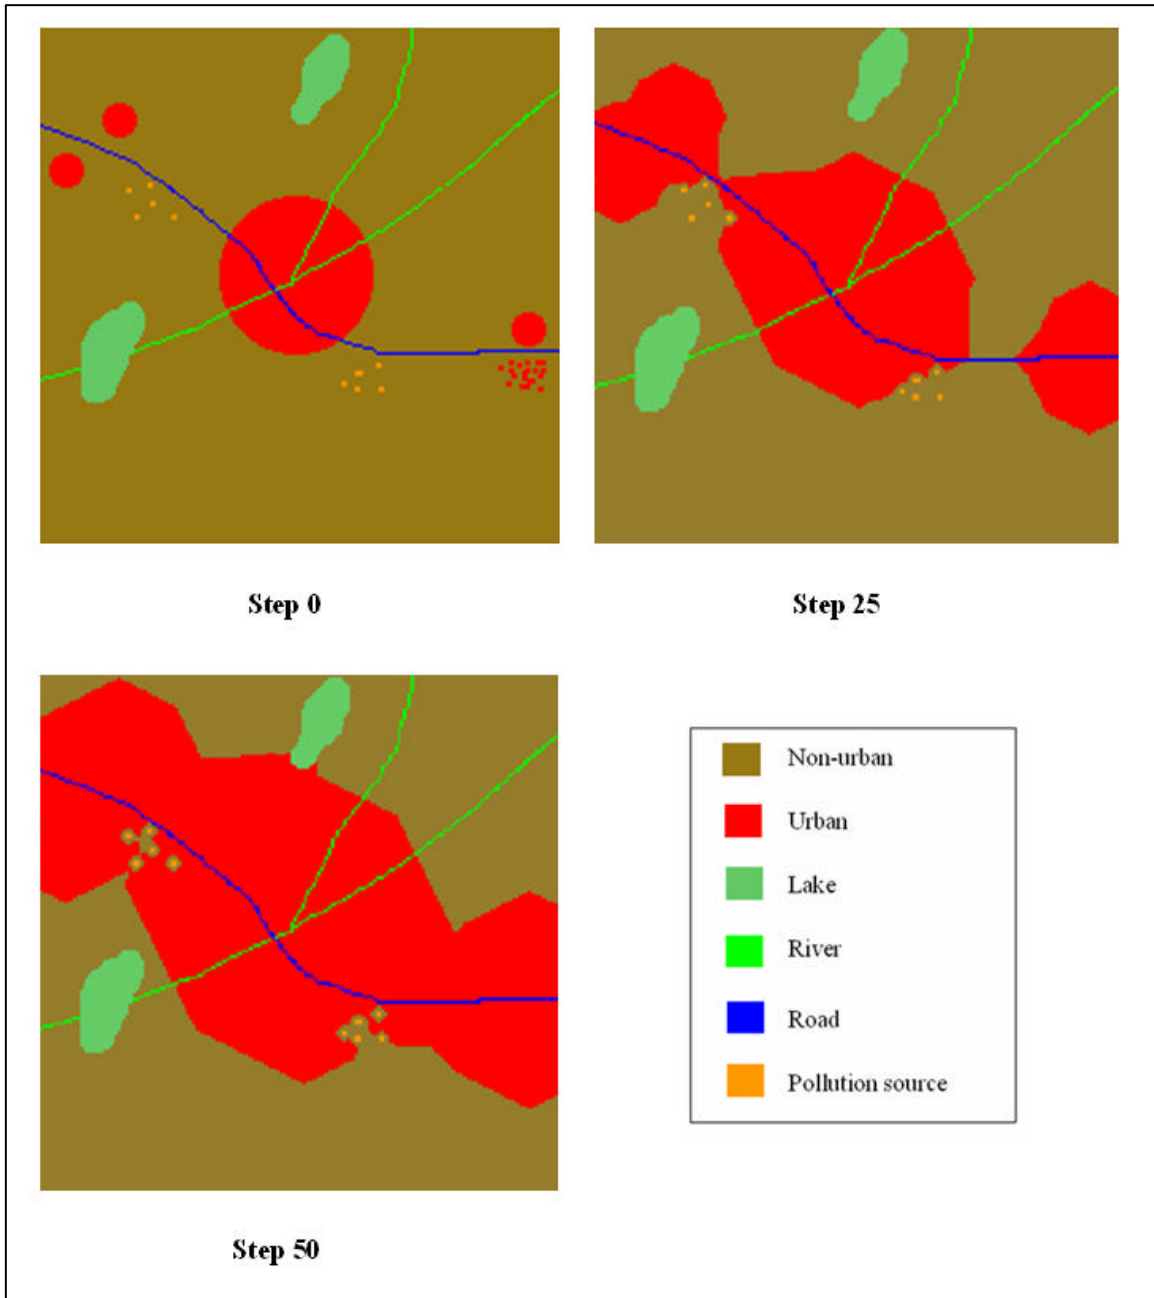 Step 0
Step 25
Step 50
Non-urban
Urban
Lake
River
Road
Pollution source